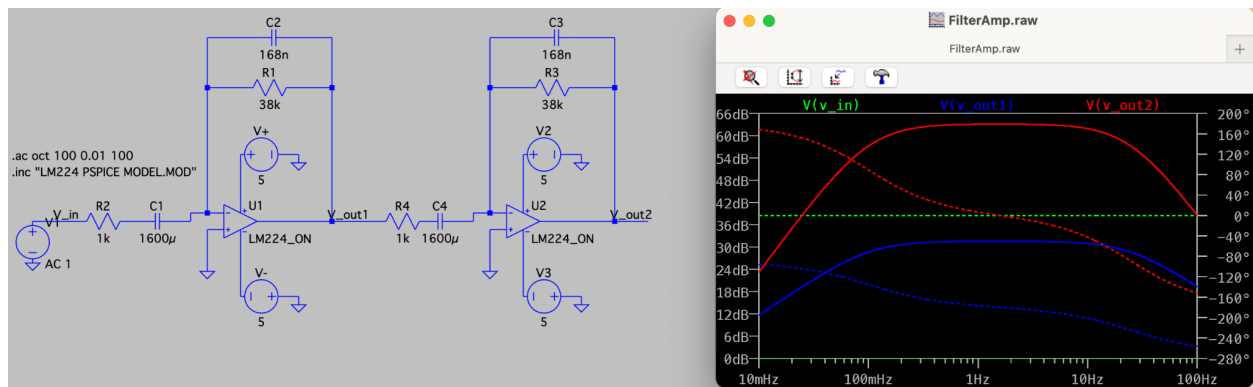 C2
168n
R1
38k
V+
5
.ac oct 100 0.01 100
.inc "LM224 PSPICE MODEL.MOD"
V1
V_in
R2
1k
C1
1600µ
AC 1
U1
LM224_ON
V_out1
V-
5
C3
168n
R3
38k
V2
5
R4
1k
C4
1600µ
U2
LM224_ON
V_out2
V3
5
FilterAmp.raw
FilterAmp.raw
V(v_in) V(v_out1) V(v_out2)
66dB 200°
60dB 160°
54dB 120°
48dB 80°
42dB 40°
36dB 0°
30dB -40°
24dB -80°
18dB -120°
12dB -160°
6dB -200°
-240°
0dB -280°
10mHz 100mHz 1Hz 10Hz 100Hz